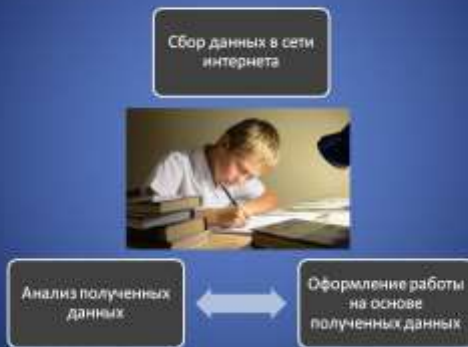 Сбор данных в сети
интернета
Анализ полученных
данных
Оформление работы
на основе
полученных данных